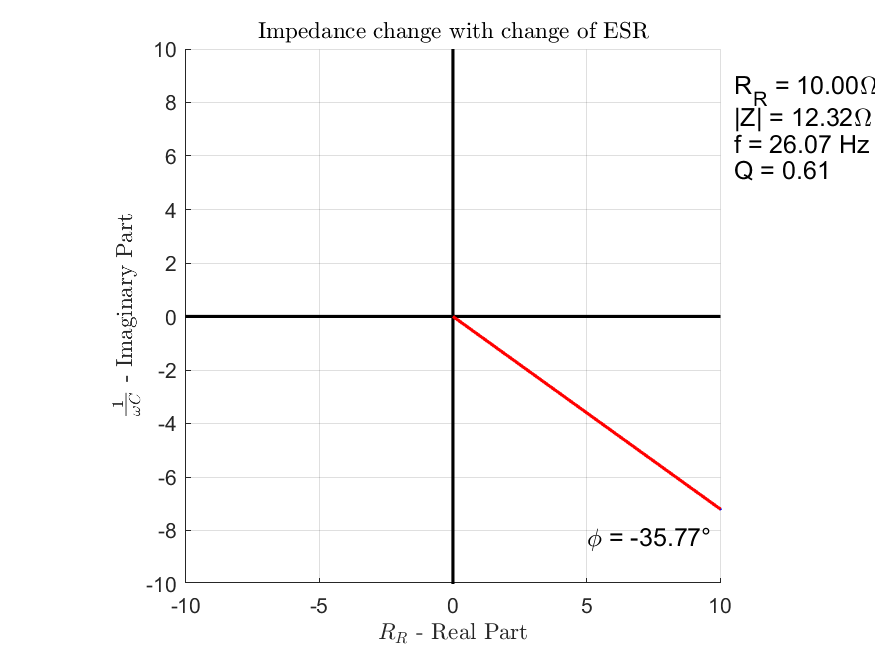 Impedance change with change of ESR
10
8
6
4
2
0
-2
-4
-6
-8
-10
-10 -5 0 5 10
R_R - Real Part
1/ωC - Imaginary Part
R_R = 10.00Ω
|Z| = 12.32Ω
f = 26.07 Hz
Q = 0.61
ϕ = -35.77°